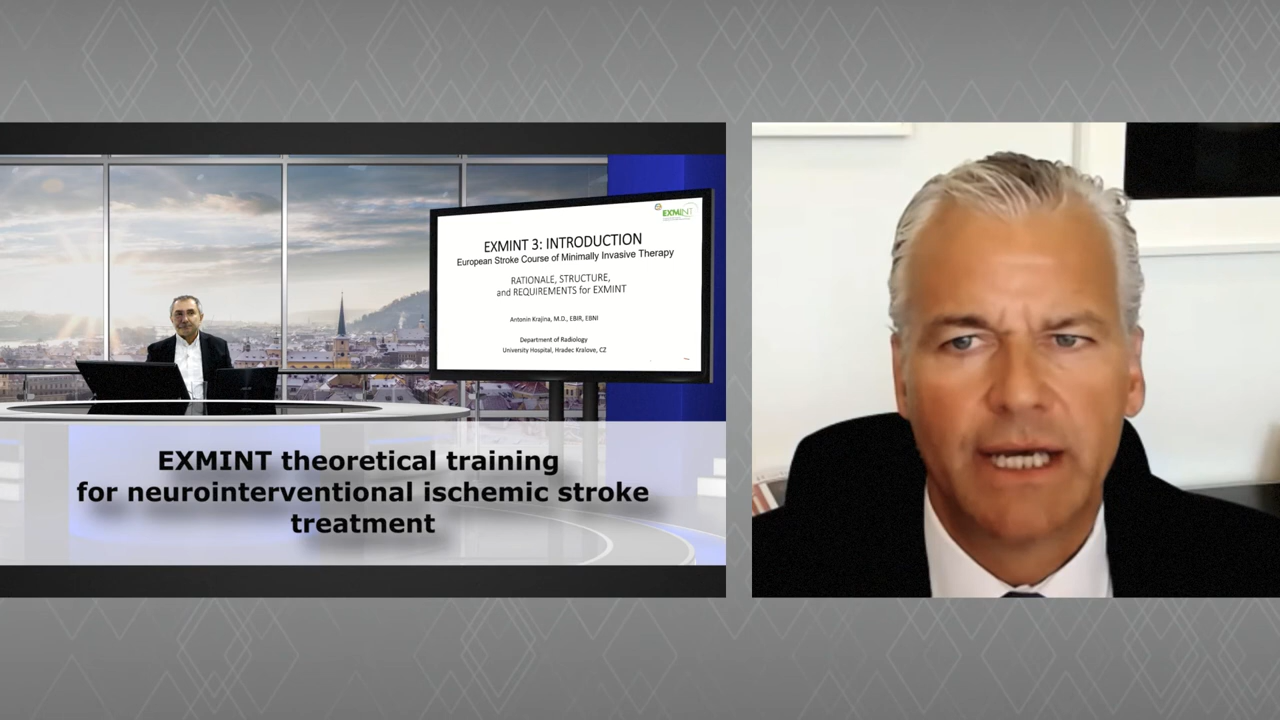 EXMINT
EXMINT 3: INTRODUCTION
European Stroke Course of Minimally Invasive Therapy
RATIONALE, STRUCTURE,
and REQUIREMENTS for EXMINT
Antonin Krajina, M.D., EBIR, EBNI
Department of Radiology
University Hospital, Hradec Kralove, CZ
EXMINT theoretical training
for neurointerventional ischemic stroke
treatment